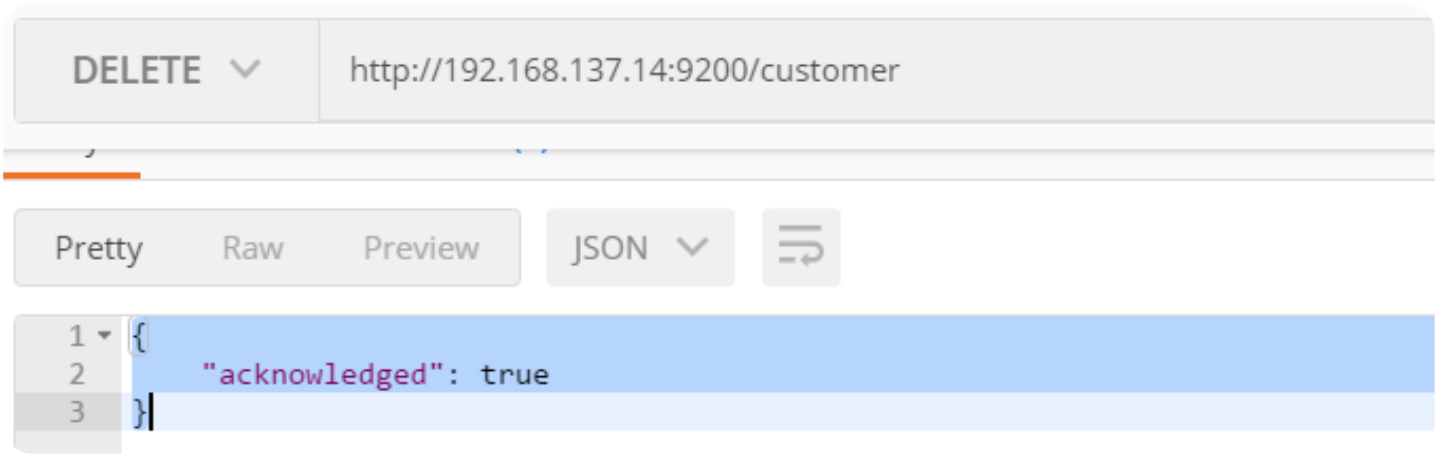 DELETE http://192.168.137.14:9200/customer
Pretty Raw Preview JSON
1 {
2 "acknowledged": true
3 }